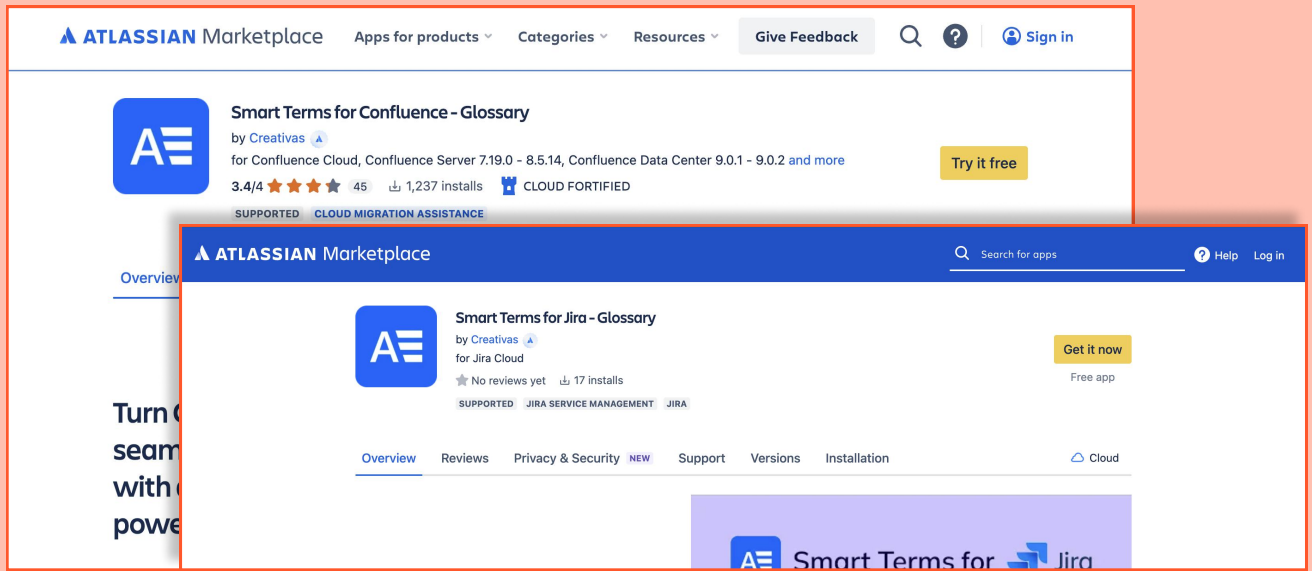 ATLASSIAN Marketplace Apps for products Categories Resources Give Feedback ? Sign in
Smart Terms for Confluence - Glossary
by Creativas
for Confluence Cloud, Confluence Server 7.19.0 - 8.5.14, Confluence Data Center 9.0.1 - 9.0.2 and more
Try it free
3.4/4 45 1,237 installs CLOUD FORTIFIED
SUPPORTED CLOUD MIGRATION ASSISTANCE
Overview
Turn
seam
with
powe
ATLASSIAN Marketplace Search for apps ? Help Log in
Smart Terms for Jira - Glossary
by Creativas
for Jira Cloud
No reviews yet 17 installs
SUPPORTED JIRA SERVICE MANAGEMENT JIRA
Get it now
Free app
Overview Reviews Privacy & Security NEW Support Versions Installation Cloud
Smart Terms for Jira